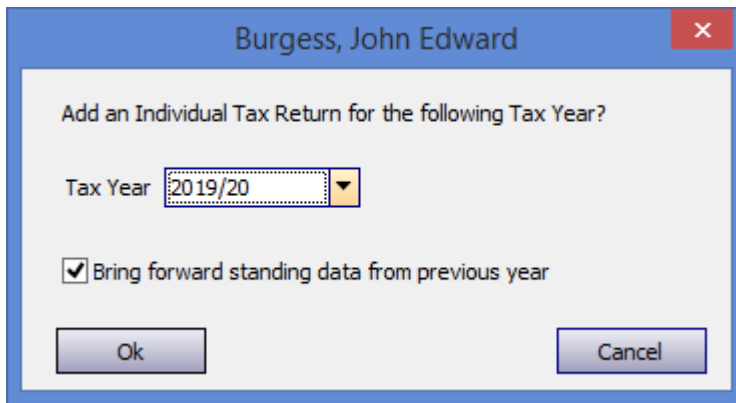 Burgess, John Edward
Add an Individual Tax Return for the following Tax Year?
Tax Year 2019/20
Bring forward standing data from previous year
Ok Cancel